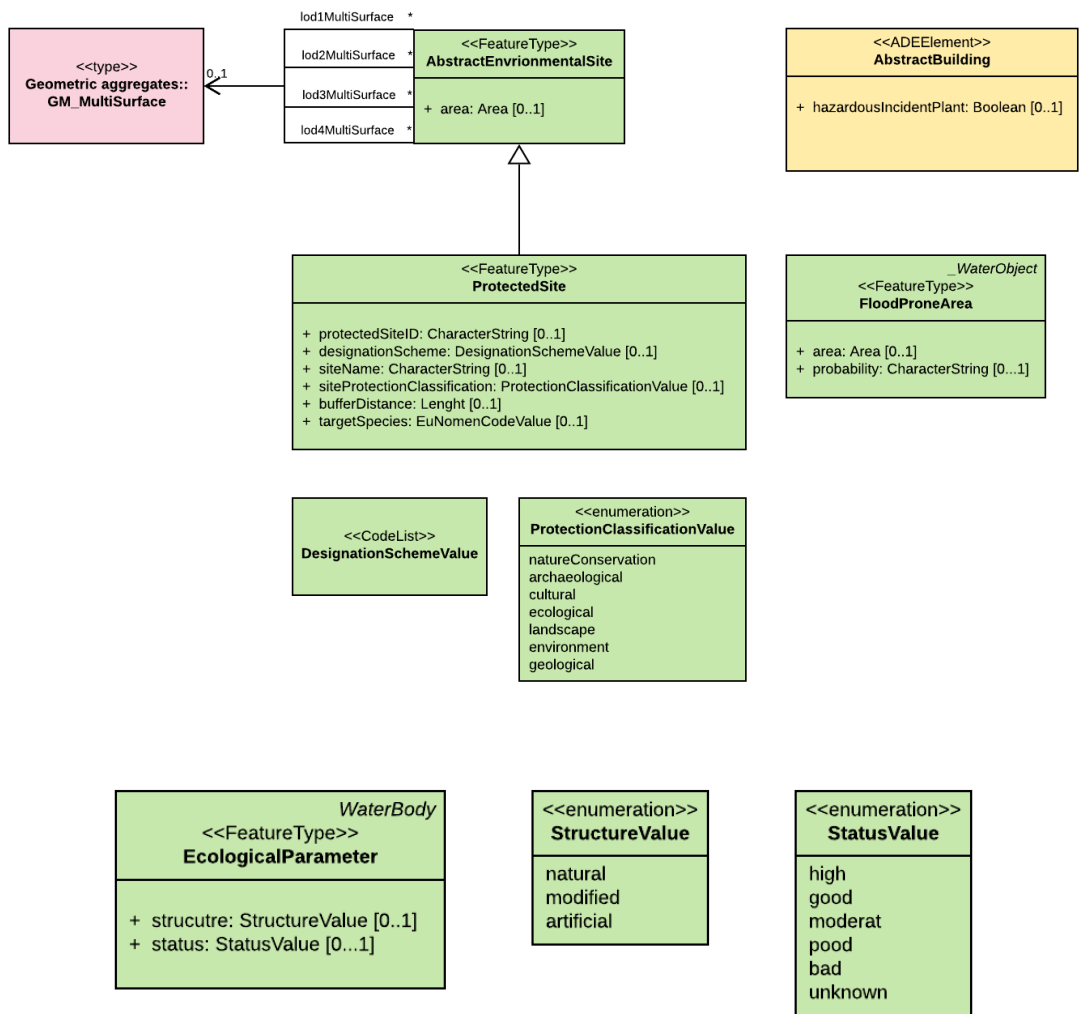 lod1MultiSurface *
lod2MultiSurface *
lod3MultiSurface *
lod4MultiSurface *
0..1
<<type>>
Geometric aggregates::
GM_MultiSurface
<<FeatureType>>
AbstractEnvrionmentalSite
+ area: Area [0..1]
<<ADEElement>>
AbstractBuilding
+ hazardousIncidentPlant: Boolean [0..1]
<<FeatureType>>
ProtectedSite
+ protectedSiteID: CharacterString [0..1]
+ designationScheme: DesignationSchemeValue [0..1]
+ siteName: CharacterString [0..1]
+ siteProtectionClassification: ProtectionClassificationValue [0..1]
+ bufferDistance: Lenght [0..1]
+ targetSpecies: EuNomenCodeValue [0..1]
_WaterObject
<<FeatureType>>
FloodProneArea
+ area: Area [0..1]
+ probability: CharacterString [0...1]
<<CodeList>>
DesignationSchemeValue
<<enumeration>>
ProtectionClassificationValue
natureConservation
archaeological
cultural
ecological
landscape
environment
geological
WaterBody
<<FeatureType>>
EcologicalParameter
+ strucutre: StructureValue [0..1]
+ status: StatusValue [0...1]
<<enumeration>>
StructureValue
natural
modified
artificial
<<enumeration>>
StatusValue
high
good
moderat
pood
bad
unknown